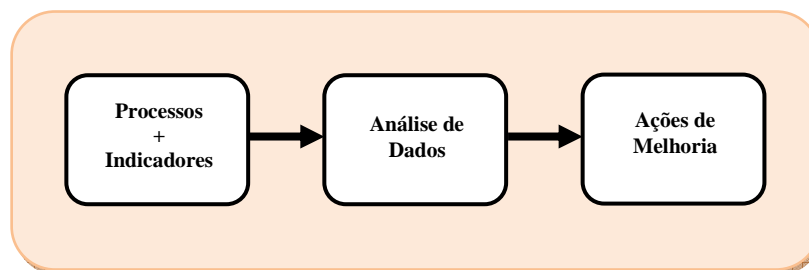 Processos
+
Indicadores
Análise de
Dados
Ações de
Melhoria